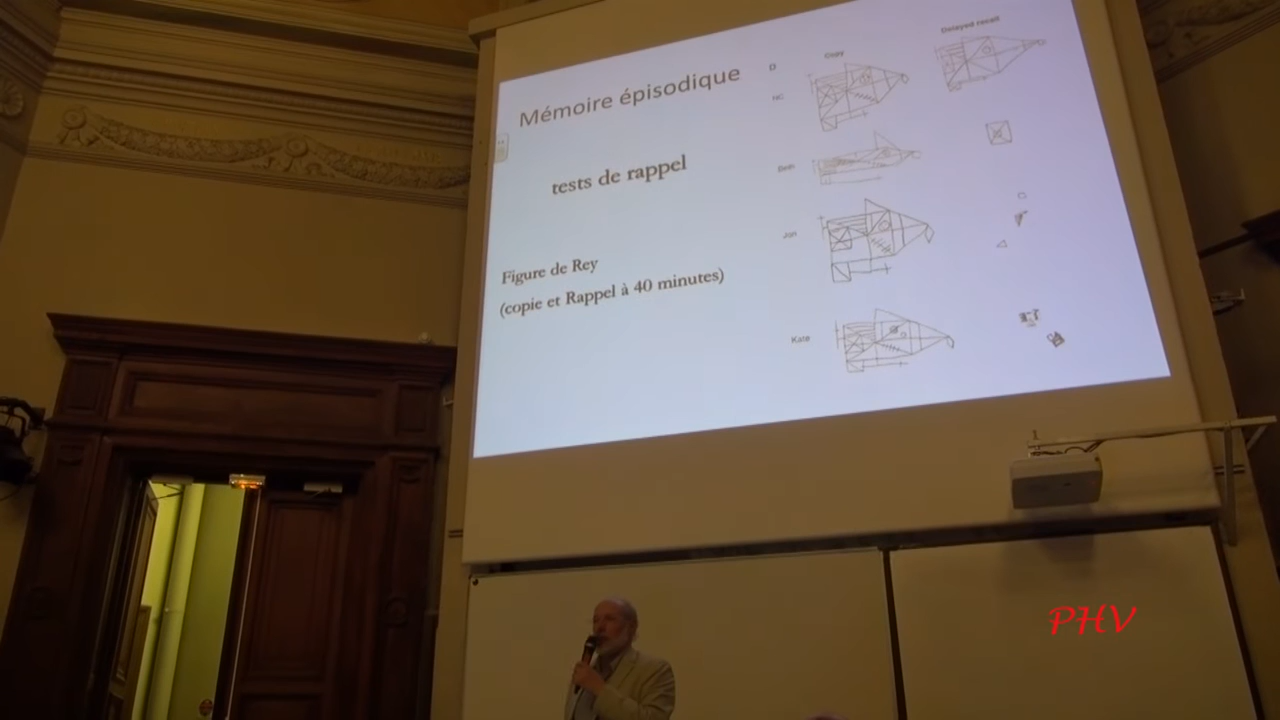 Mémoire épisodique
tests de rappel
Figure de Rey
(copie et Rappel à 40 minutes)
D
Copy
Delayed recall
NC
Beth
Jon
Kate
PHV